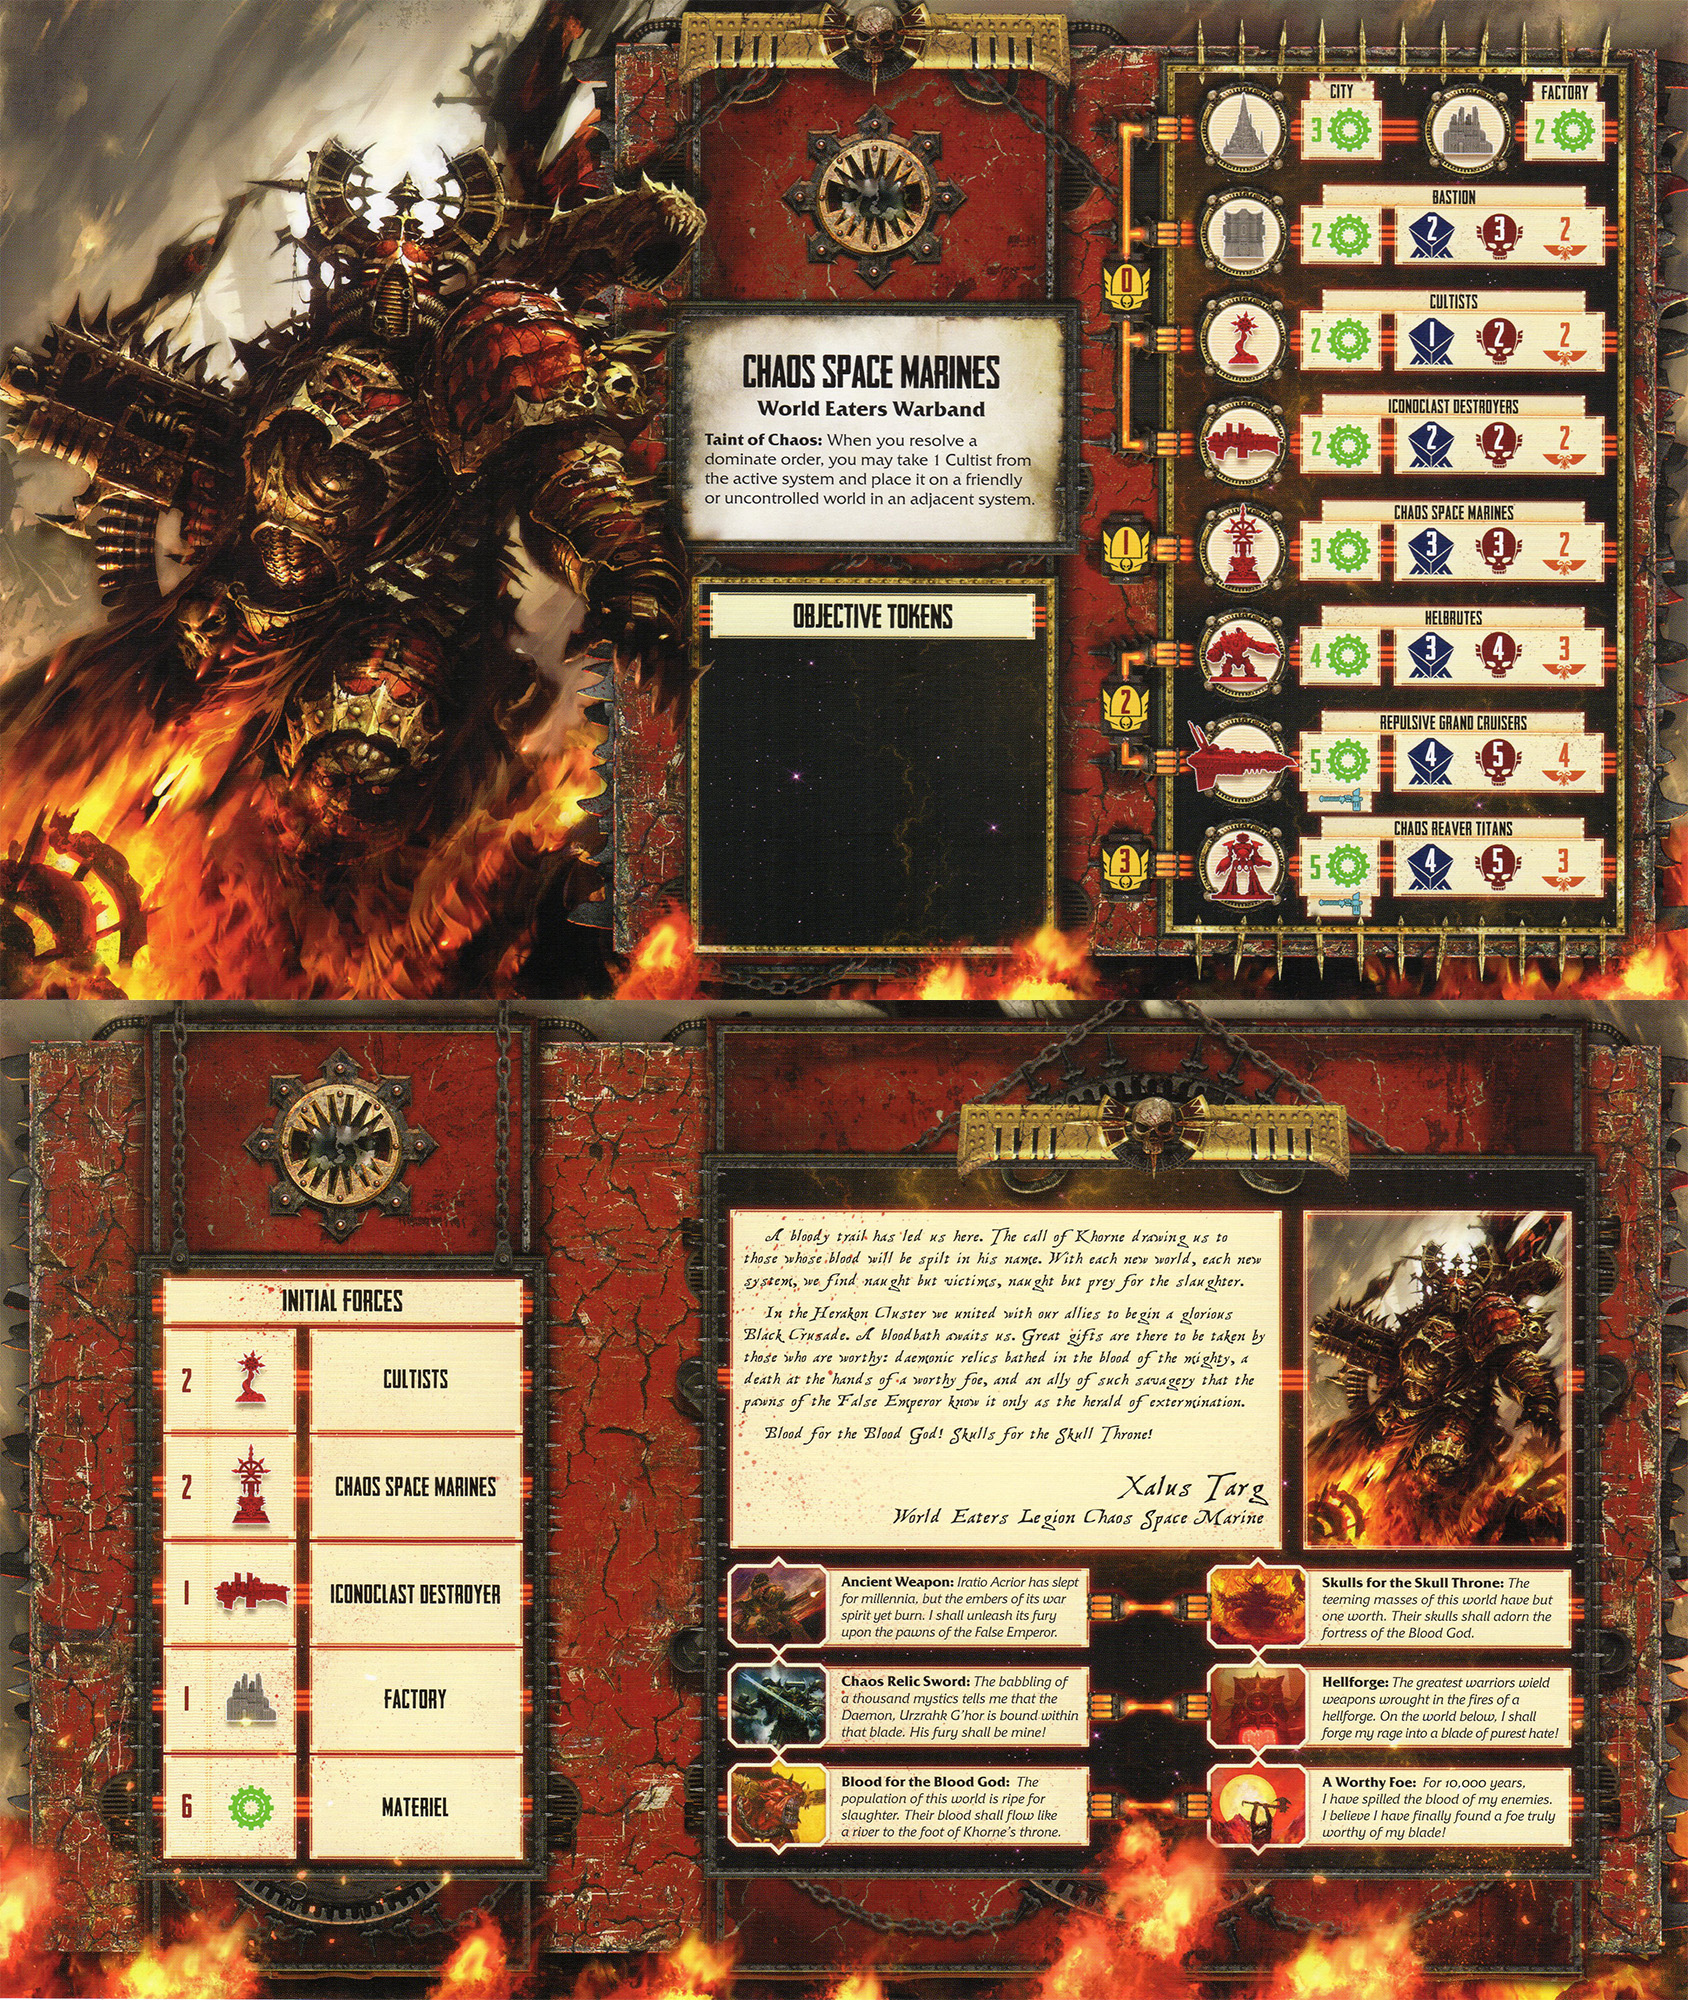 CHAOS SPACE MARINES
World Eaters Warband
Taint of Chaos: When you resolve a
dominate order, you may take 1 Cultist from
the active system and place it on a friendly
or uncontrolled world in an adjacent system.
OBJECTIVE TOKENS
0
1
2
3
CITY
3
FACTORY
2
BASTION
2 2 3 2
CULTISTS
2 1 2 2
ICONOCLAST DESTROYERS
2 2 2 2
CHAOS SPACE MARINES
3 3 3 2
HELBRUTES
4 3 4 3
REPULSIVE GRAND CRUISERS
5 4 5 4
CHAOS REAVER TITANS
5 4 5 3
INITIAL FORCES
2 CULTISTS
2 CHAOS SPACE MARINES
1 ICONOCLAST DESTROYER
1 FACTORY
6 MATERIEL
A bloody trail has led us here. The call of Khorne drawing us to
those whose blood will be spilt in his name. With each new world, each new
system, we find naught but victims, naught but prey for the slaughter.
In the Herakon Cluster we united with our allies to begin a glorious
Black Crusade. A bloodbath awaits us. Great gifts are there to be taken by
those who are worthy: daemonic relics bathed in the blood of the mighty, a
death at the hands of a worthy foe, and an ally of such savagery that the
pawns of the False Emperor know it only as the herald of extermination.
Blood for the Blood God! Skulls for the Skull Throne!
Xalus Targ
World Eaters Legion Chaos Space Marine
Ancient Weapon: Iratio Acrior has slept
for millennia, but the embers of its war
spirit yet burn. I shall unleash its fury
upon the pawns of the False Emperor.
Skulls for the Skull Throne: The
teeming masses of this world have but
one worth. Their skulls shall adorn the
fortress of the Blood God.
Chaos Relic Sword: The babbling of
a thousand mystics tells me that the
Daemon, Urzrahk G'hor is bound within
that blade. His fury shall be mine!
Hellforge: The greatest warriors wield
weapons wrought in the fires of a
hellforge. On the world below, I shall
forge my rage into a blade of purest hate!
Blood for the Blood God: The
population of this world is ripe for
slaughter. Their blood shall flow like
a river to the foot of Khorne's throne.
A Worthy Foe: For 10,000 years,
I have spilled the blood of my enemies.
I believe I have finally found a foe truly
worthy of my blade!